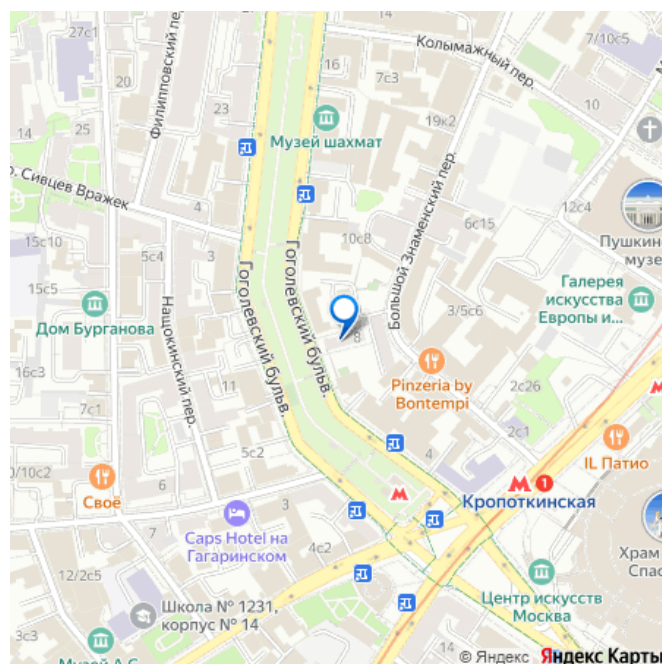 27с1
20
Филипповский пер.
14
25
23
16
7с3
Колымажный пер.
7/10с5
10
Музей шахмат
19к2
Сивцев Вражек
6
4
15с10
5с4
10с8
6с15
12с4
Большой Знаменский пер.
Пушкин
музе
Галерея
искусства
Европы и...
15с5
Дом Бурганова
Нащокинский пер.
Гоголевский бульв.
Гоголевский бульв.
8
3/5с6
16с3
11
Pinzeria by
Bontempi
7с1
2с26
5с2
4
2с1
IL Патио
0/10с2
Своё
6
3
Кропоткинская
1
Caps Hotel на
Гагаринском
7
4с2
Храм
Спас
12/2с5
Школа № 1231,
корпус № 14
Центр искусств
Москва
Музей А.С.
© Яндекс Яндекс Карты